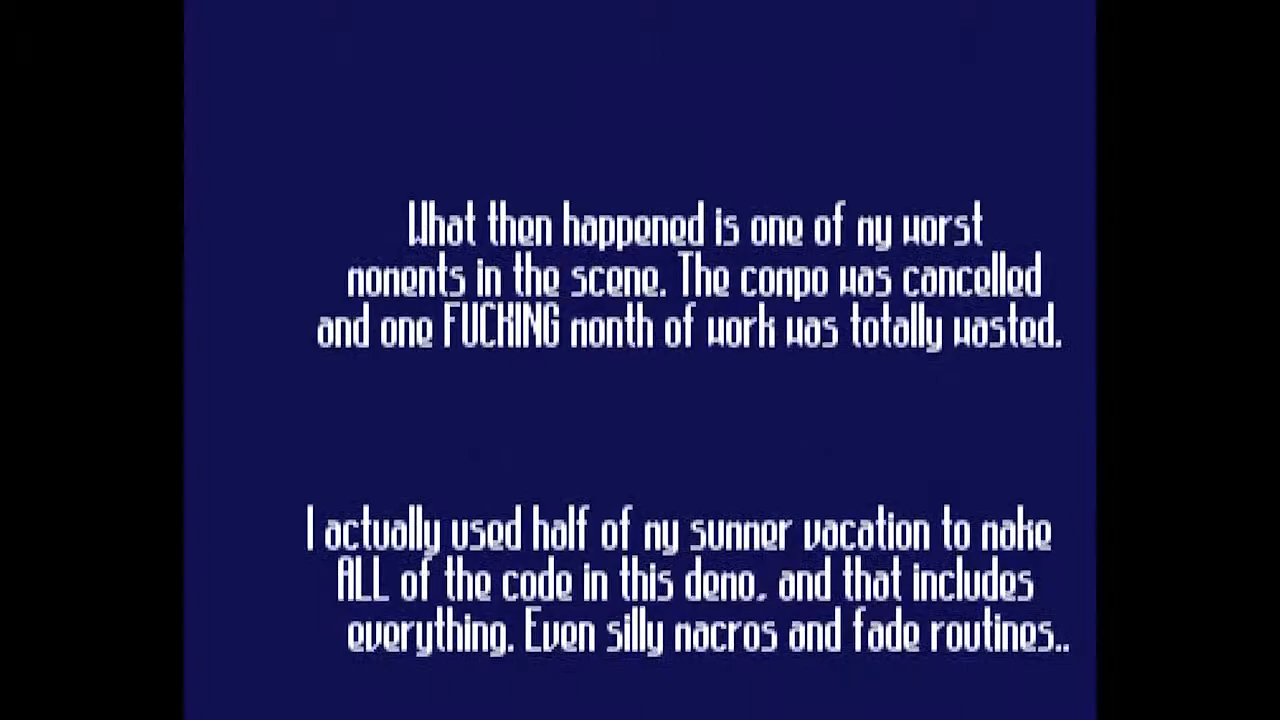 What then happened is one of my worst
moments in the scene. The compo was cancelled
and one FUCKING month of work was totally wasted.
I actually used half of my summer vacation to make
ALL of the code in this demo, and that includes
everything. Even silly macros and fade routines..